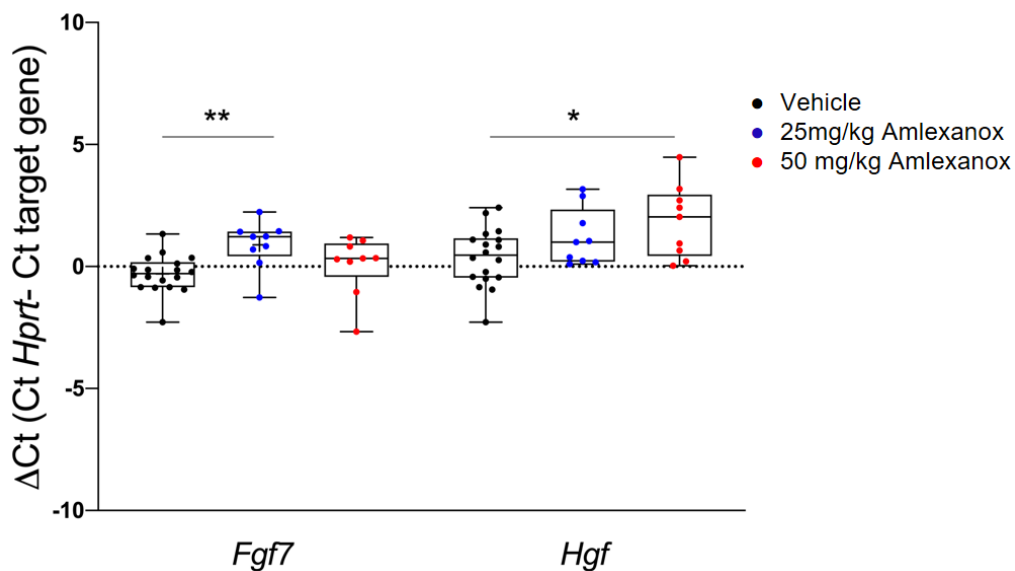 10
5
0
-5
-10
ΔCt (Ct Hprt- Ct target gene)
**
*
Vehicle
25mg/kg Amlexanox
50 mg/kg Amlexanox
Fgf7
Hgf